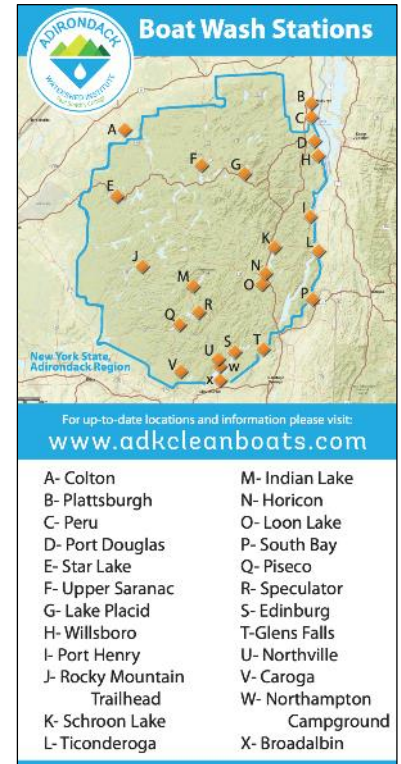 ADIRONDACK
WATERSHED INSTITUTE
Boat Wash Stations
A
B
C
D
H
F
G
E
I
K
L
J
N
M
O
P
R
Q
S
T
U
W
V
X
New York State,
Adirondack Region
For up-to-date locations and information please visit:
www.adkcleanboats.com
A- Colton
B- Plattsburgh
C- Peru
D- Port Douglas
E- Star Lake
F- Upper Saranac
G- Lake Placid
H- Willsboro
I- Port Henry
J- Rocky Mountain
Trailhead
K- Schroon Lake
L- Ticonderoga
M- Indian Lake
N- Horicon
O- Loon Lake
P- South Bay
Q- Piseco
R- Speculator
S- Edinburg
T-Glens Falls
U- Northville
V- Caroga
W- Northampton
Campground
X- Broadalbin